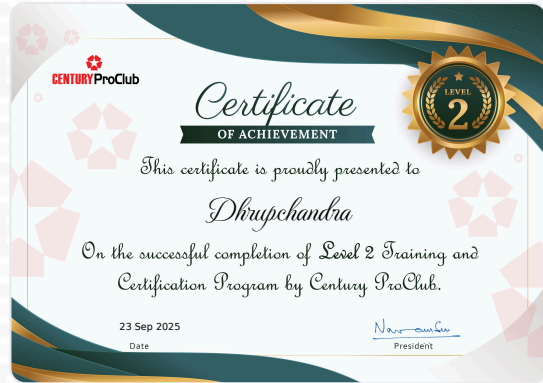 CENTURY ProClub
LEVEL
2
Certificate
OF ACHIEVEMENT
This certificate is proudly presented to
Dhrupchandra
On the successful completion of Level 2 Training and
Certification Program by Century ProClub.
23 Sep 2025
Date
President